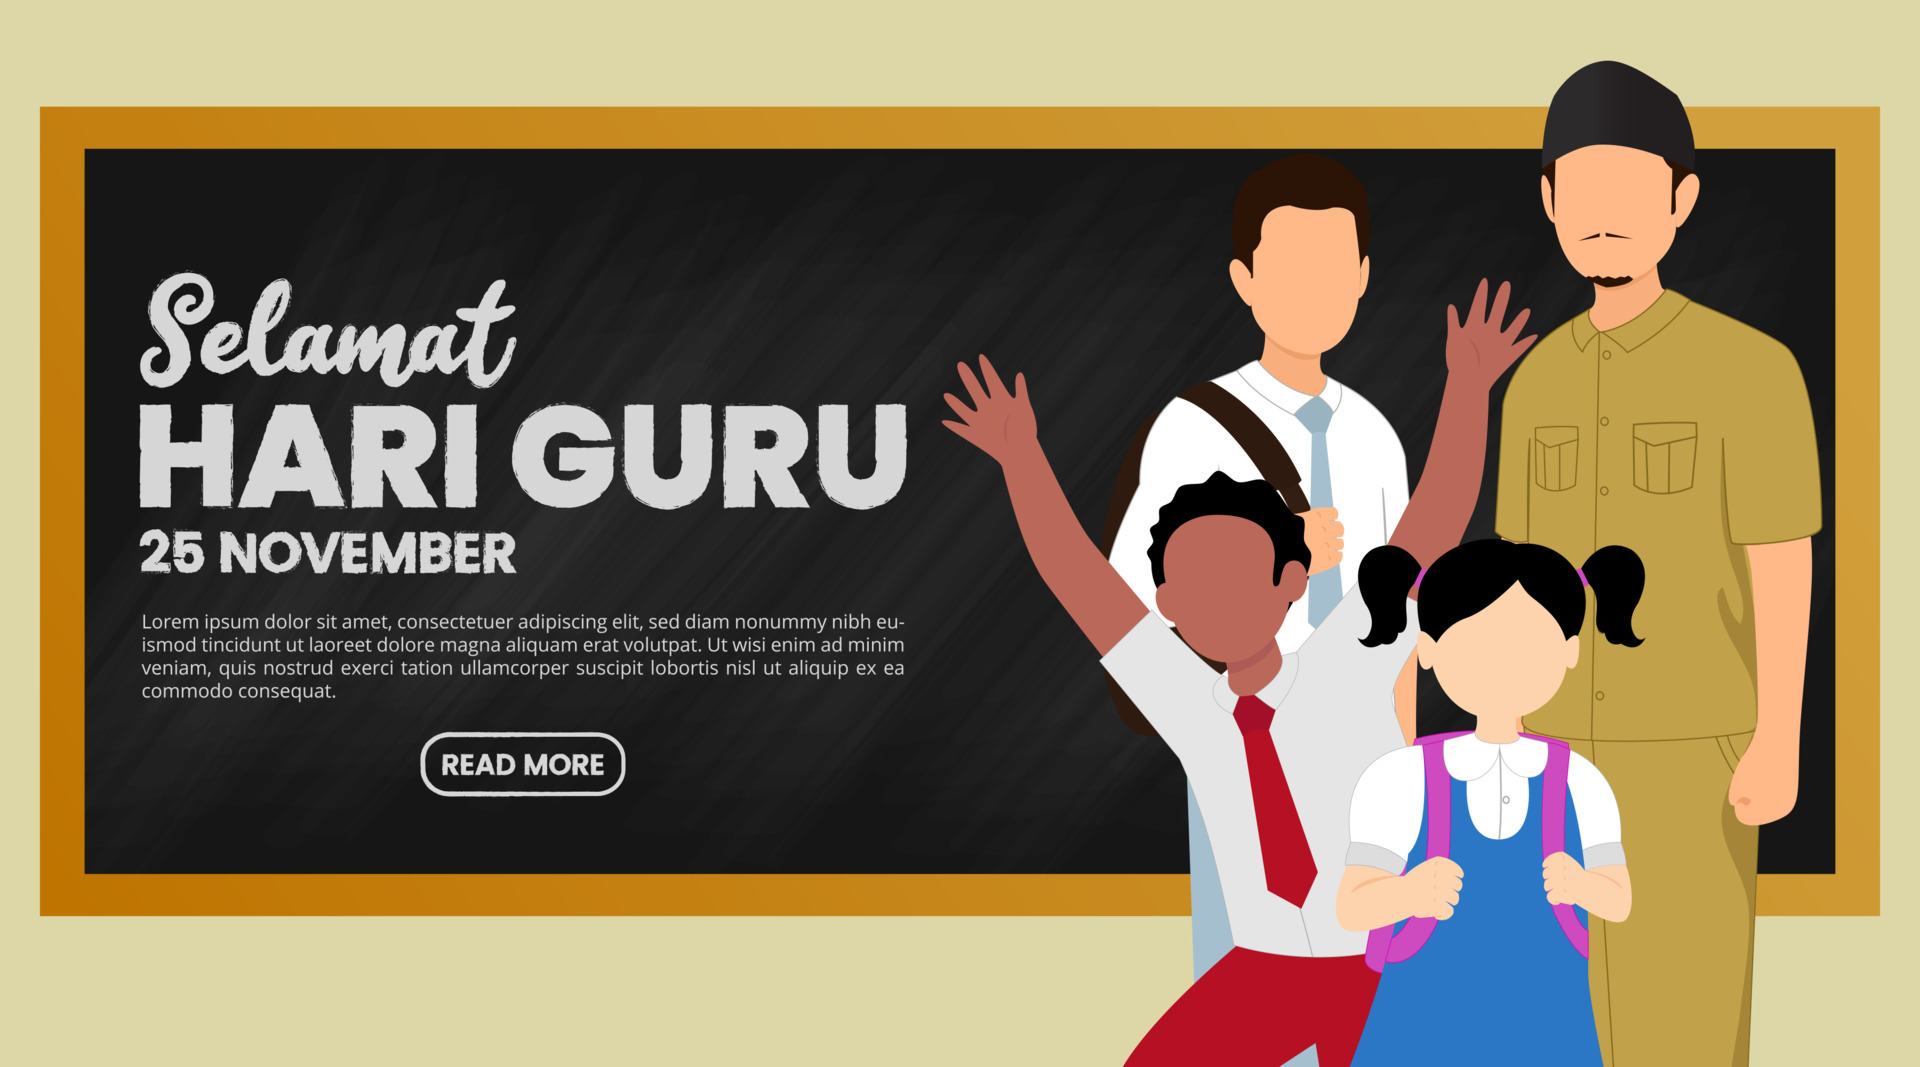 Selamat
HARI GURU
25 NOVEMBER
Lorem ipsum dolor sit amet, consectetuer adipiscing elit, sed diam nonummy nibh eu-
ismod tincidunt ut laoreet dolore magna aliquam erat volutpat. Ut wisi enim ad minim
veniam, quis nostrud exerci tation ullamcorper suscipit lobortis nisl ut aliquip ex ea
commodo consequat.
READ MORE